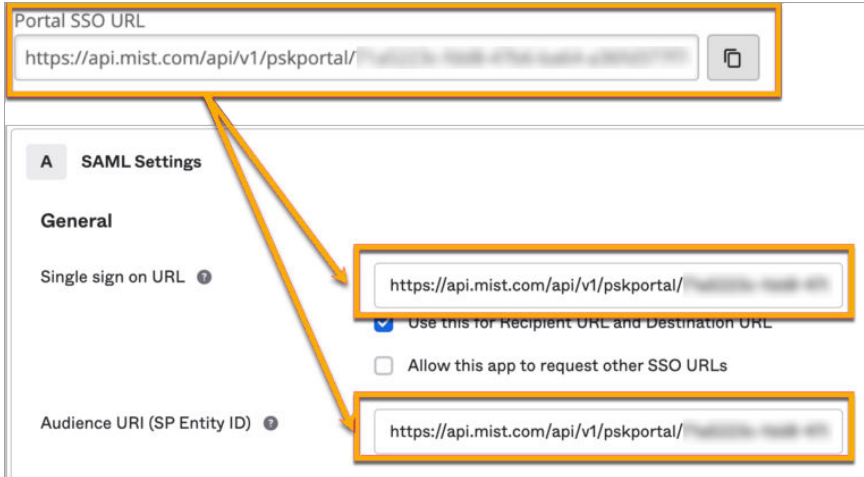 Portal SSO URL
https://api.mist.com/api/v1/pskportal/
A SAML Settings
General
Single sign on URL
https://api.mist.com/api/v1/pskportal/
Use this for Recipient URL and Destination URL
Allow this app to request other SSO URLs
Audience URI (SP Entity ID)
https://api.mist.com/api/v1/pskportal/